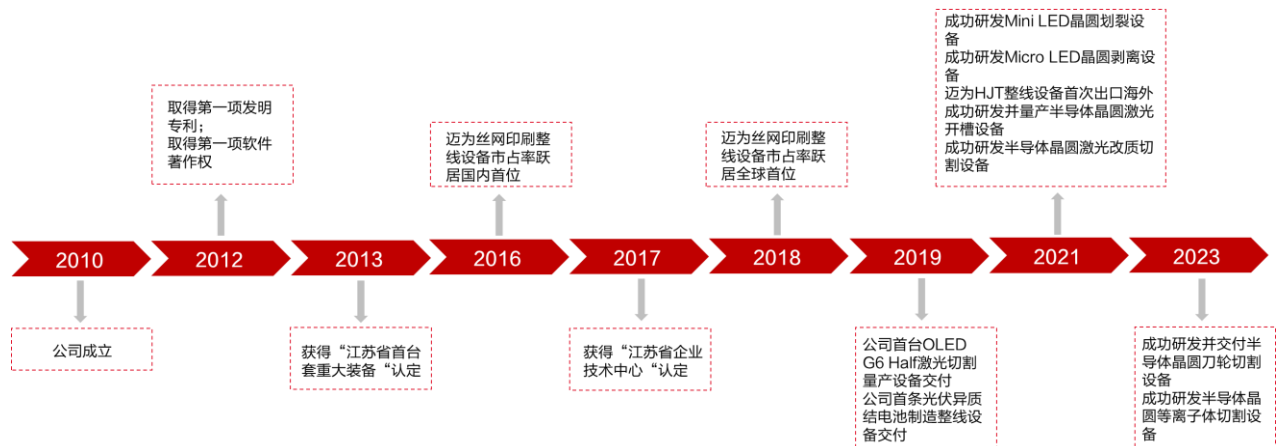 成功研发Mini LED晶圆划裂设
备
成功研发Micro LED晶圆剥离设
备
迈为HJT整线设备首次出口海外
成功研发并量产半导体晶圆激光
开槽设备
成功研发半导体晶圆激光改质切
割设备
取得第一项发明
专利；
取得第一项软件
著作权
迈为丝网印刷整
线设备市占率跃
居国内首位
迈为丝网印刷整
线设备市占率跃
居全球首位
2010
2012
2013
2016
2017
2018
2019
2021
2023
公司成立
获得“江苏省首台
套重大装备“认定
获得“江苏省企业
技术中心“认定
公司首台OLED
G6 Half激光切割
量产设备交付
公司首条光伏异质
结电池制造整线设
备交付
成功研发并交付半
导体晶圆刀轮切割
设备
成功研发半导体晶
圆等离子体切割设
备